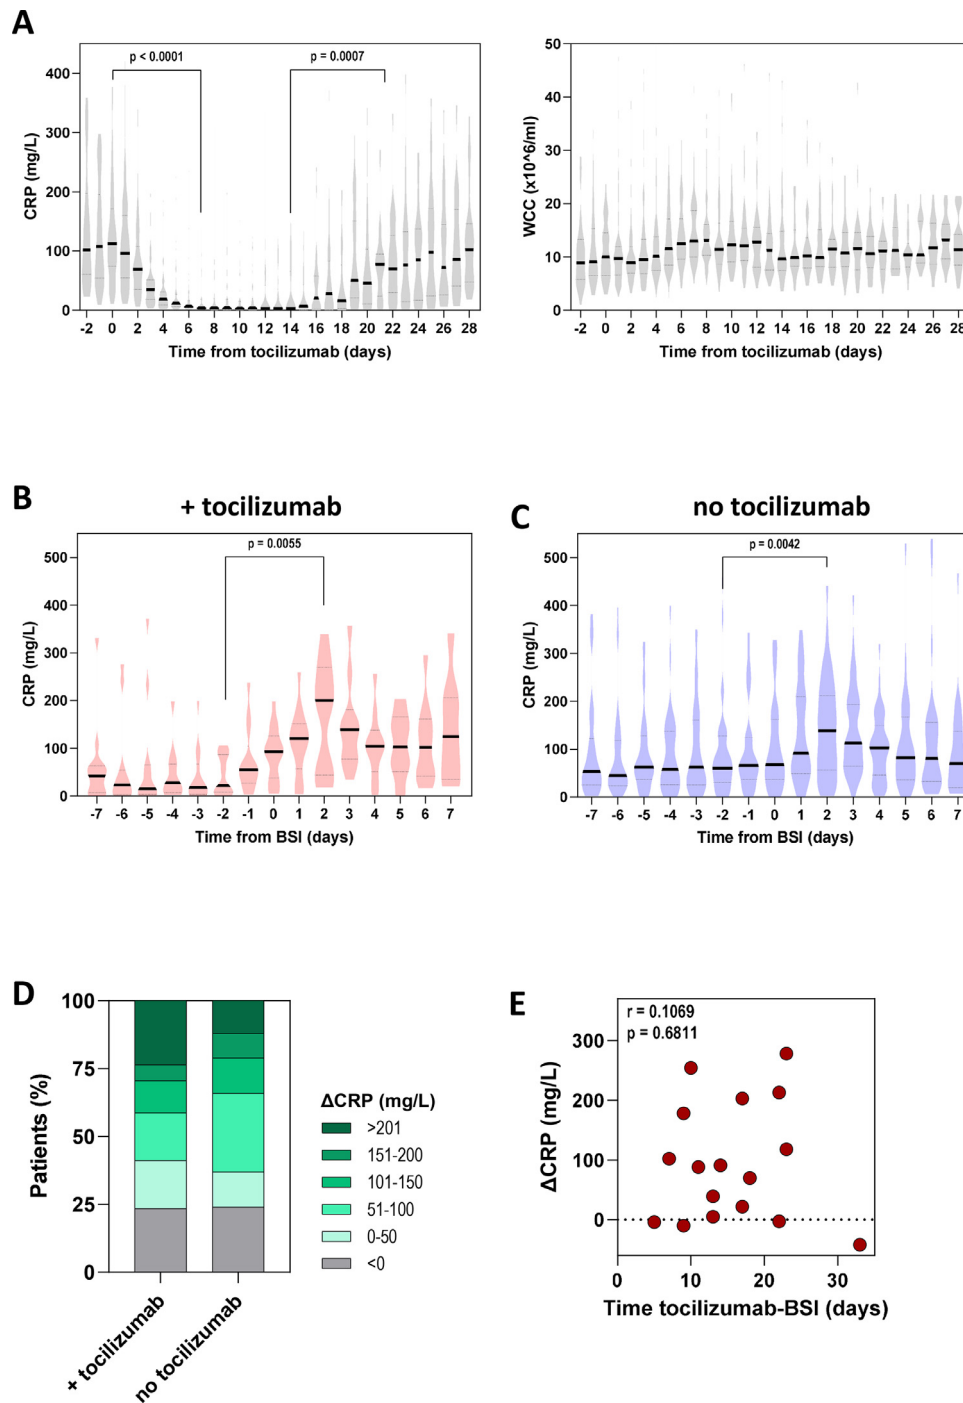 A
p < 0.0001
p = 0.0007
CRP (mg/L)
400
300
200
100
0
-2 0 2 4 6 8 10 12 14 16 18 20 22 24 26 28
Time from tocilizumab (days)
WCC (x10^6/ml)
50
40
30
20
10
0
-2 0 2 4 6 8 10 12 14 16 18 20 22 24 26 28
Time from tocilizumab (days)
B
+ tocilizumab
p = 0.0055
CRP (mg/L)
500
400
300
200
100
0
-7 -6 -5 -4 -3 -2 -1 0 1 2 3 4 5 6 7
Time from BSI (days)
C
no tocilizumab
p = 0.0042
CRP (mg/L)
500
400
300
200
100
0
-7 -6 -5 -4 -3 -2 -1 0 1 2 3 4 5 6 7
Time from BSI (days)
D
Patients (%)
100
75
50
25
0
+ tocilizumab
no tocilizumab
ΔCRP (mg/L)
>201
151-200
101-150
51-100
0-50
<0
E
r = 0.1069
p = 0.6811
ΔCRP (mg/L)
300
200
100
0
0 10 20 30
Time tocilizumab-BSI (days)